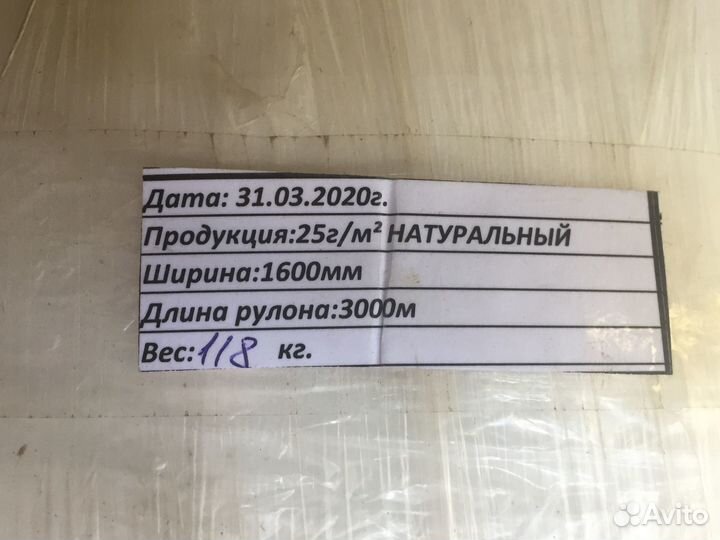 Дата: 31.03.2020г.
Продукция:25г/м² НАТУРАЛЬНЫЙ
Ширина:1600мм
Длина рулона:3000м
Вес:118 кг.
Avito